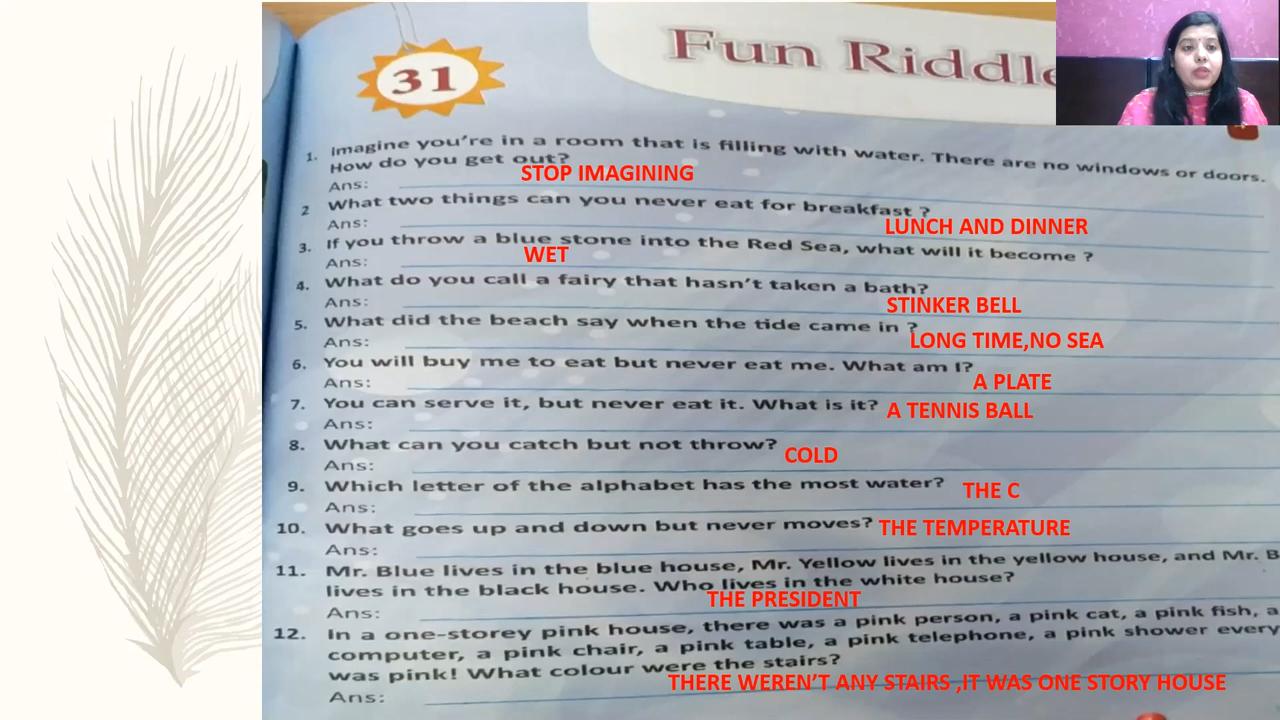 31
Fun Riddle
1. Imagine you're in a room that is filling with water. There are no windows or doors.
How do you get out?
Ans: STOP IMAGINING
2 What two things can you never eat for breakfast ?
Ans: LUNCH AND DINNER
3. If you throw a blue stone into the Red Sea, what will it become ?
Ans: WET
4. What do you call a fairy that hasn't taken a bath?
Ans: STINKER BELL
5. What did the beach say when the tide came in ?
Ans: LONG TIME,NO SEA
6. You will buy me to eat but never eat me. What am I?
Ans: A PLATE
7. You can serve it, but never eat it. What is it? A TENNIS BALL
Ans:
8. What can you catch but not throw?
Ans: COLD
9. Which letter of the alphabet has the most water? THE C
Ans:
10. What goes up and down but never moves? THE TEMPERATURE
Ans:
11. Mr. Blue lives in the blue house, Mr. Yellow lives in the yellow house, and Mr. B
lives in the black house. Who lives in the white house?
Ans: THE PRESIDENT
12. In a one-storey pink house, there was a pink person, a pink cat, a pink fish, a
computer, a pink chair, a pink table, a pink telephone, a pink shower every
was pink! What colour were the stairs?
Ans: THERE WEREN'T ANY STAIRS ,IT WAS ONE STORY HOUSE